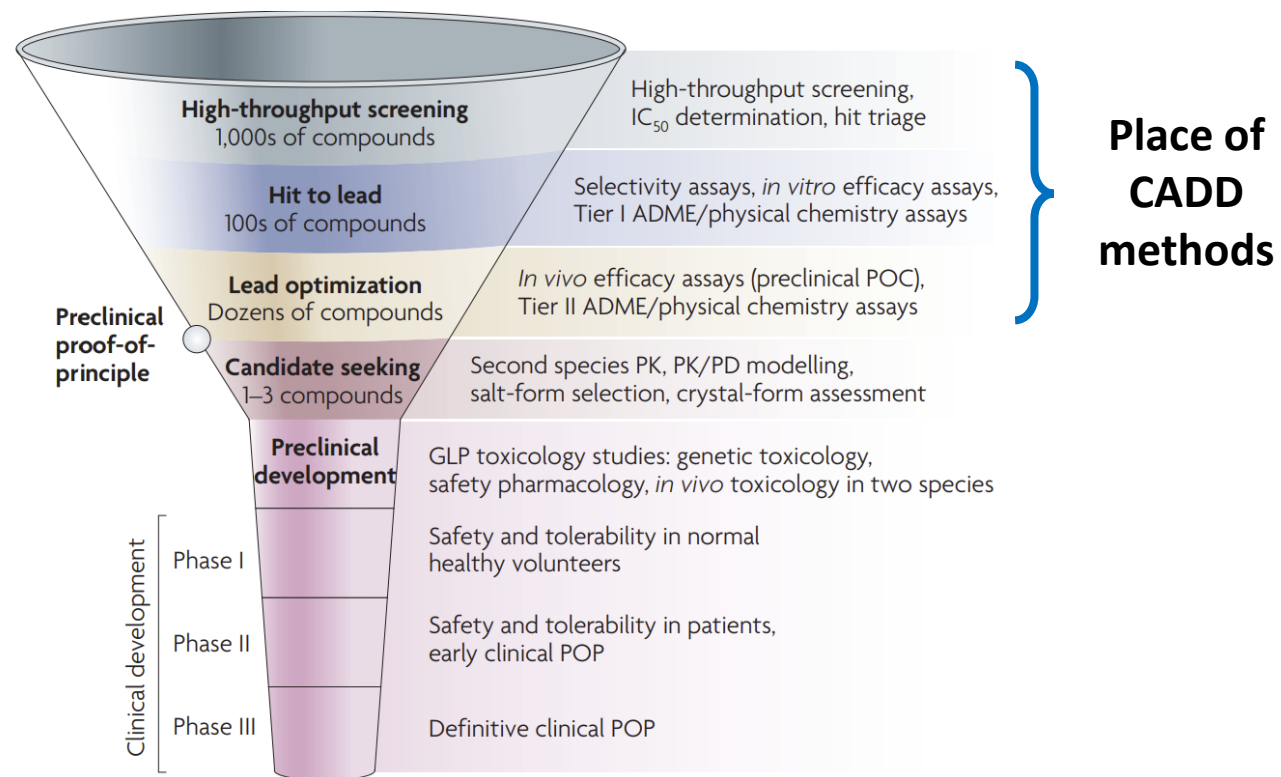 High-throughput screening
1,000s of compounds
High-throughput screening,
IC₅₀ determination, hit triage
Hit to lead
100s of compounds
Selectivity assays, in vitro efficacy assays,
Tier I ADME/physical chemistry assays
Lead optimization
Dozens of compounds
In vivo efficacy assays (preclinical POC),
Tier II ADME/physical chemistry assays
Place of
CADD
methods
Preclinical
proof-of-
principle
Candidate seeking
1–3 compounds
Second species PK, PK/PD modelling,
salt-form selection, crystal-form assessment
Preclinical
development
GLP toxicology studies: genetic toxicology,
safety pharmacology, in vivo toxicology in two species
Clinical development
Phase I
Safety and tolerability in normal
healthy volunteers
Phase II
Safety and tolerability in patients,
early clinical POP
Phase III
Definitive clinical POP